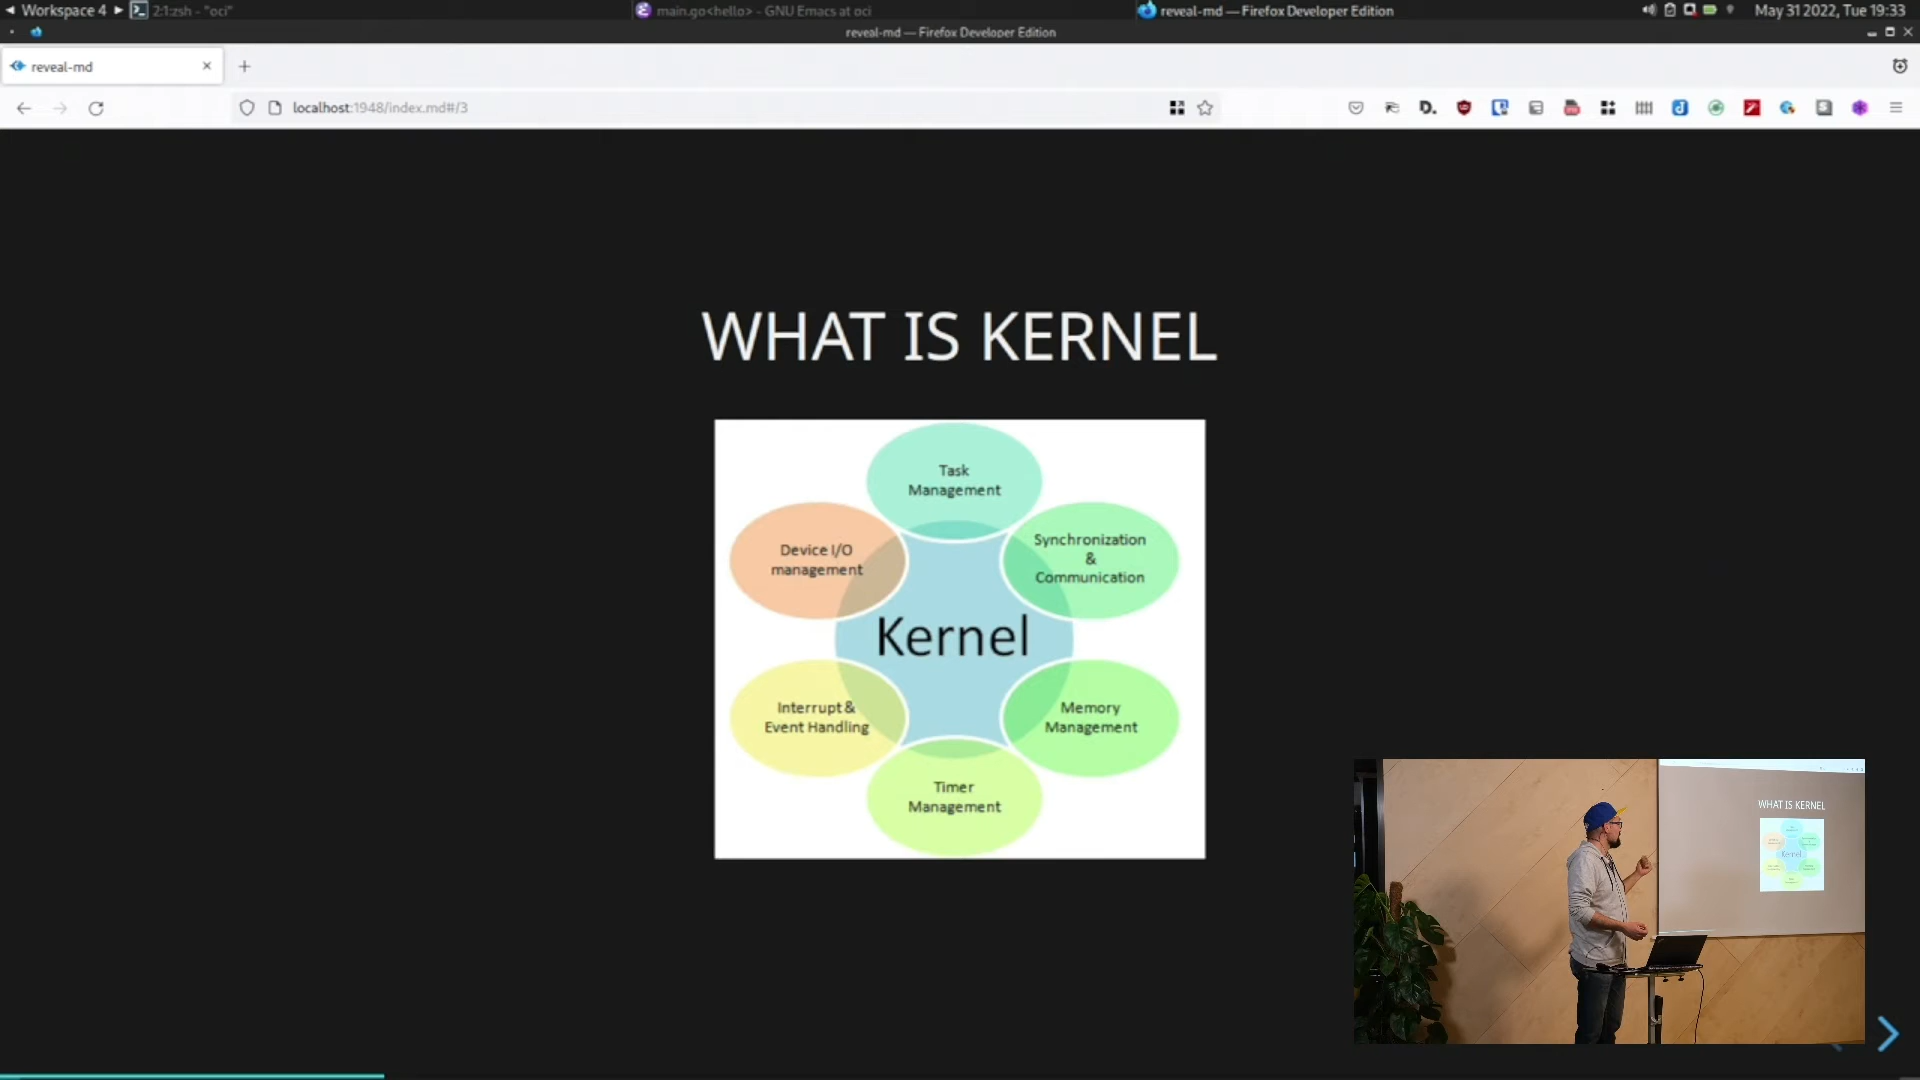 Workspace 4
2:1:zsh - "oci"
main.go<hello> - GNU Emacs at oci
reveal-md — Firefox Developer Edition
May 31 2022, Tue 19:33
reveal-md — Firefox Developer Edition
reveal-md
localhost:1948/index.md#/3
WHAT IS KERNEL
Task
Management
Device I/O
management
Synchronization
&
Communication
Kernel
Interrupt &
Event Handling
Memory
Management
Timer
Management
WHAT IS KERNEL
Kernel